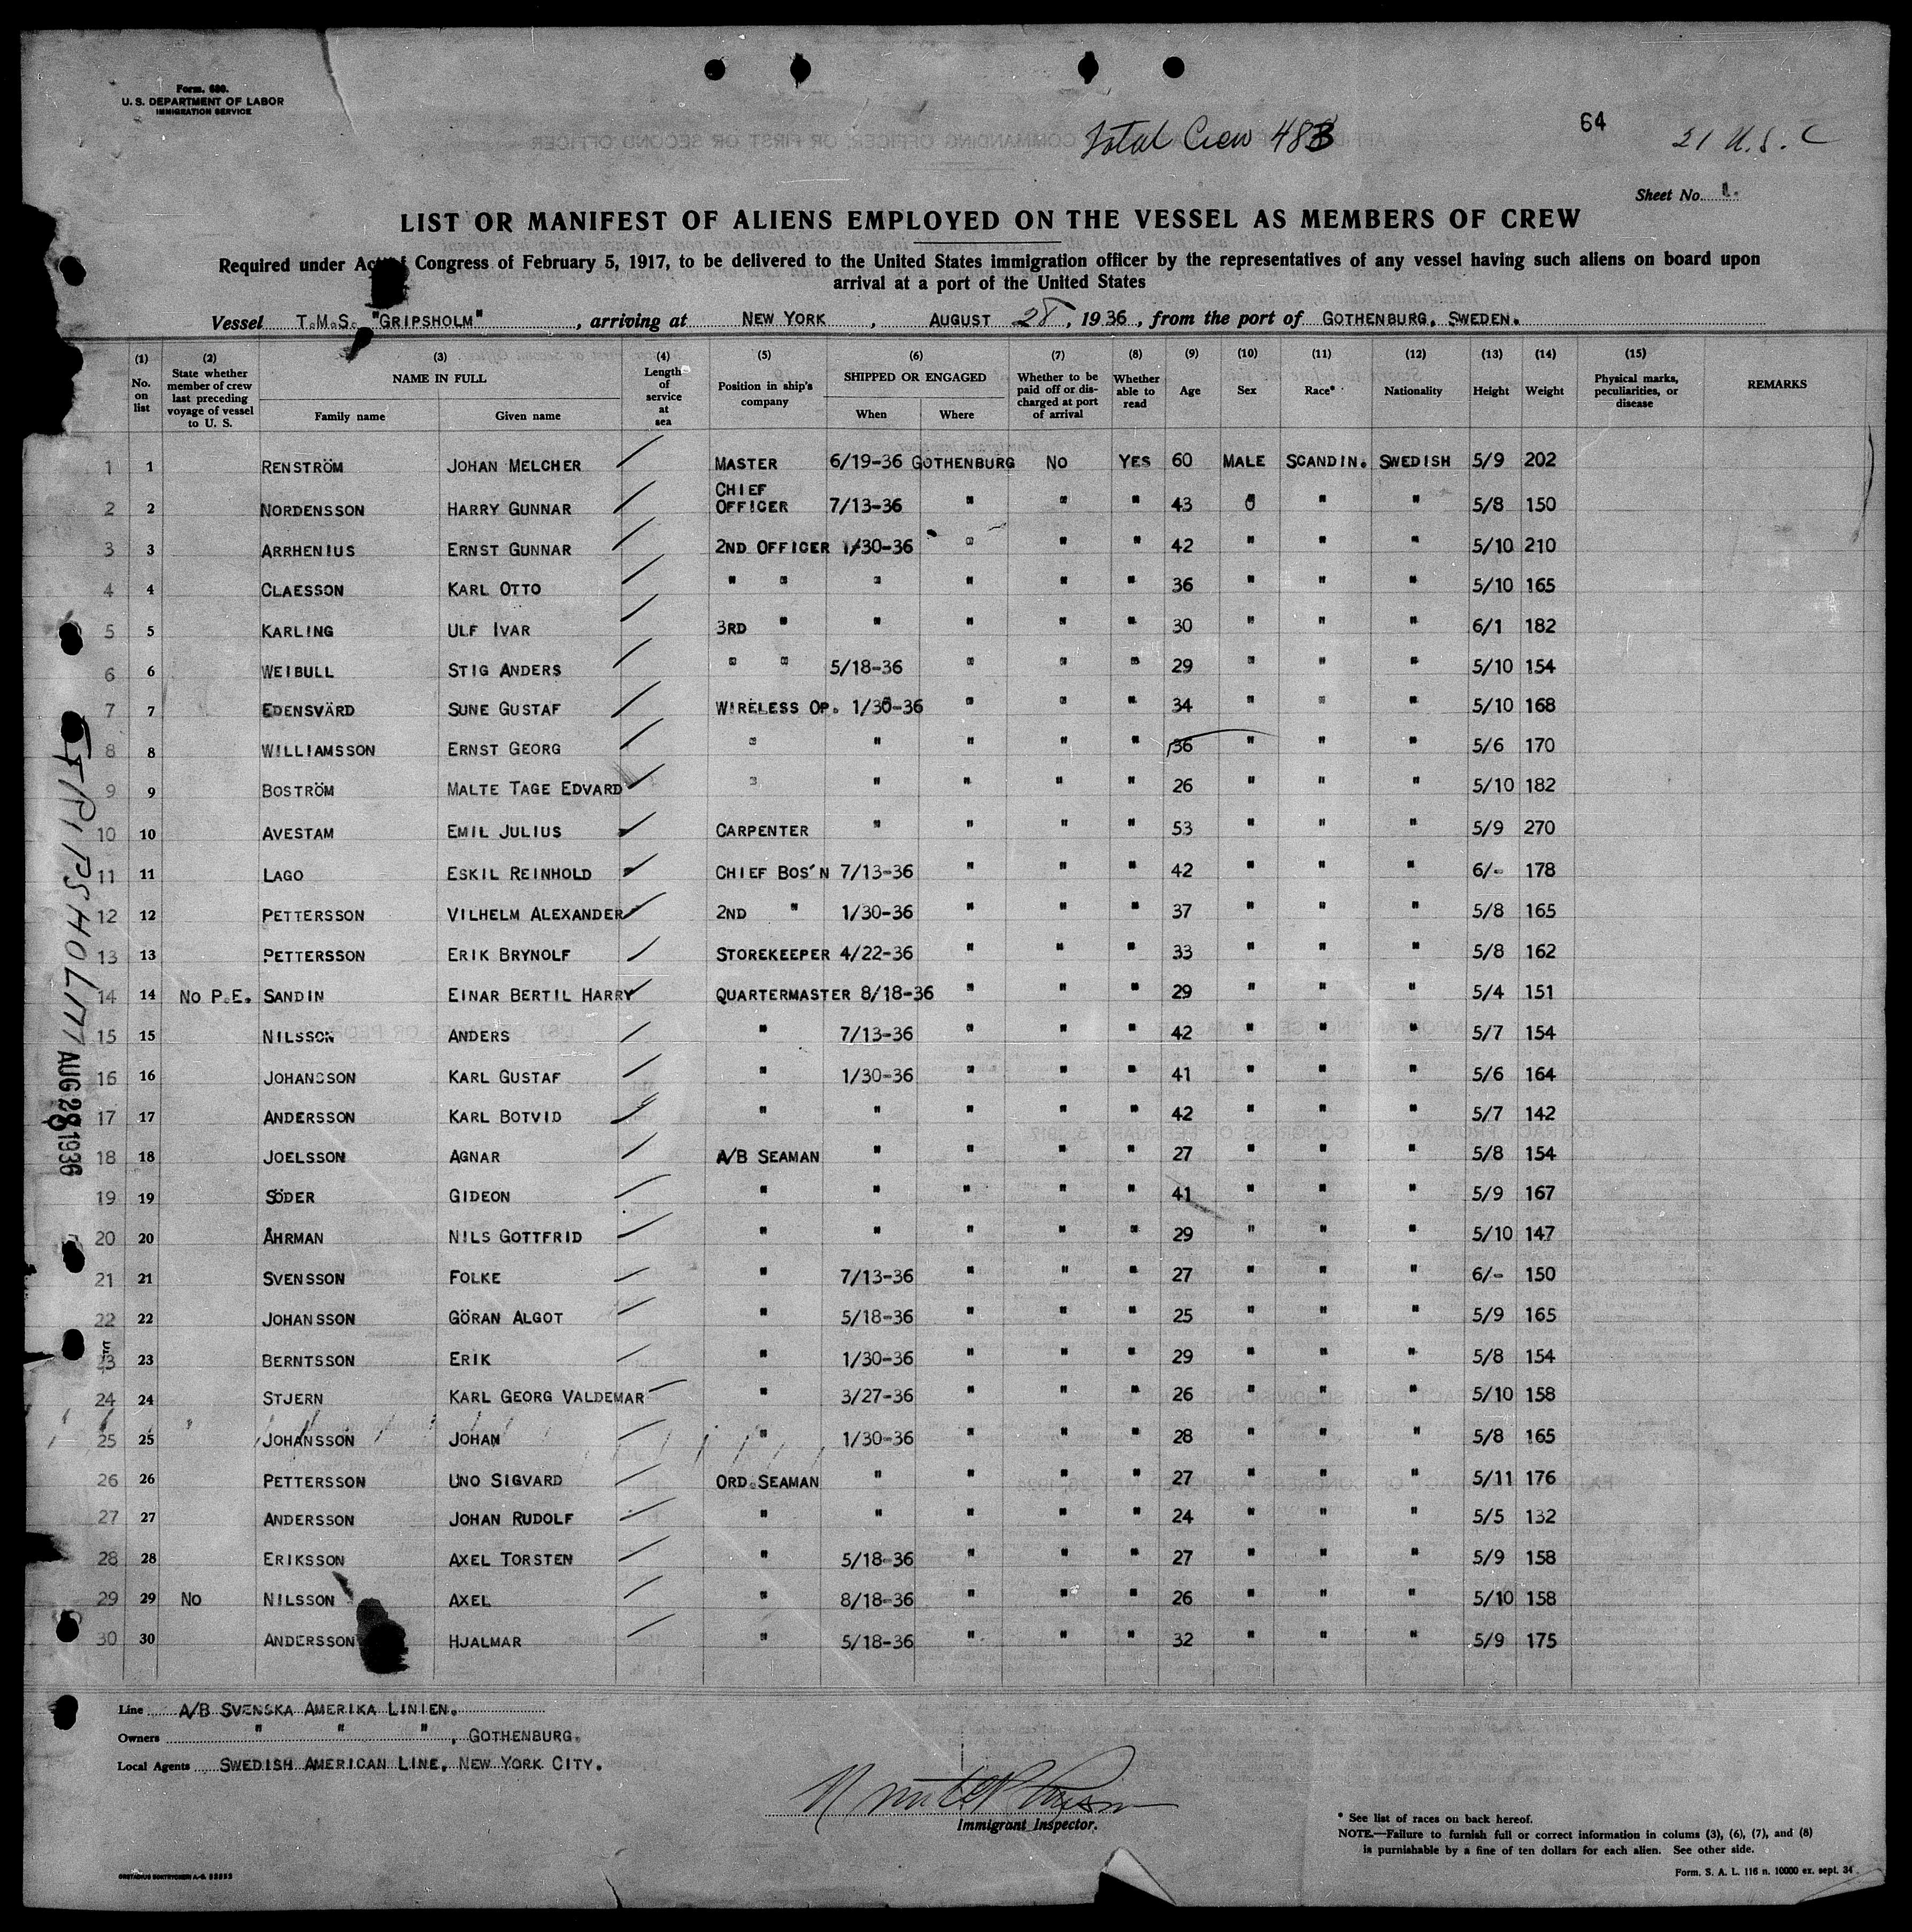 Form. 680.
U. S. DEPARTMENT OF LABOR
IMMIGRATION SERVICE
Total Crew 483
64
21 U.S.C
Sheet No. 1.
LIST OR MANIFEST OF ALIENS EMPLOYED ON THE VESSEL AS MEMBERS OF CREW
Required under Act of Congress of February 5, 1917, to be delivered to the United States immigration officer by the representatives of any vessel having such aliens on board upon
arrival at a port of the United States
Vessel T.M.S. "GRIPSHOLM", arriving at NEW YORK, AUGUST 28, 1936, from the port of GOTHENBURG, SWEDEN.
(1) (2) (3) (4) (5) (6) (7) (8) (9) (10) (11) (12) (13) (14) (15)
No. on list | State whether member of crew last preceding voyage of vessel to U. S. | NAME IN FULL | Length of service at sea | Position in ship's company | SHIPPED OR ENGAGED | Whether to be paid off or discharged at port of arrival | Whether able to read | Age | Sex | Race* | Nationality | Height | Weight | Physical marks, peculiarities, or disease | REMARKS
Family name | Given name | When | Where
1 1 RENSTRÖM JOHAN MELCHER MASTER 6/19-36 GOTHENBURG NO YES 60 MALE SCANDIN. SWEDISH 5/9 202
2 2 NORDENSSON HARRY GUNNAR CHIEF OFFICER 7/13-36 " " " 43 " " " 5/8 150
3 3 ARRHENIUS ERNST GUNNAR 2ND OFFICER 1/30-36 " " " 42 " " " 5/10 210
4 4 CLAESSON KARL OTTO " " " " " " 36 " " " 5/10 165
5 5 KARLING ULF IVAR 3RD " " " " " 30 " " " 6/1 182
6 6 WEIBULL STIG ANDERS " " 5/18-36 " " " 29 " " " 5/10 154
7 7 EDENSVÄRD SUNE GUSTAF WIRELESS OP. 1/30-36 " " " 34 " " " 5/10 168
8 8 WILLIAMSSON ERNST GEORG " " " " " 36 " " " 5/6 170
9 9 BOSTRÖM MALTE TAGE EDVARD " " " " " 26 " " " 5/10 182
10 10 AVESTAM EMIL JULIUS CARPENTER " " " " 53 " " " 5/9 270
11 11 LAGO ESKIL REINHOLD CHIEF BOS'N 7/13-36 " " " 42 " " " 6/- 178
12 12 PETTERSSON VILHELM ALEXANDER 2ND " 1/30-36 " " " 37 " " " 5/8 165
13 13 PETTERSSON ERIK BRYNOLF STOREKEEPER 4/22-36 " " " 33 " " " 5/8 162
14 14 NO P.E. SANDIN EINAR BERTIL HARRY QUARTERMASTER 8/18-36 " " " 29 " " " 5/4 151
15 15 NILSSON ANDERS " 7/13-36 " " " 42 " " " 5/7 154
16 16 JOHANSSON KARL GUSTAF " 1/30-36 " " " 41 " " " 5/6 164
17 17 ANDERSSON KARL BOTVID " " " " " 42 " " " 5/7 142
18 18 JOELSSON AGNAR A/B SEAMAN " " " " 27 " " " 5/8 154
19 19 SÖDER GIDEON " " " " " 41 " " " 5/9 167
20 20 ÅHRMAN NILS GOTTFRID " " " " " 29 " " " 5/10 147
21 21 SVENSSON FOLKE " 7/13-36 " " " 27 " " " 6/- 150
22 22 JOHANSSON GÖRAN ALGOT " 5/18-36 " " " 25 " " " 5/9 165
23 23 BERNTSSON ERIK " 1/30-36 " " " 29 " " " 5/8 154
24 24 STJERN KARL GEORG VALDEMAR " 3/27-36 " " " 26 " " " 5/10 158
25 25 JOHANSSON JOHAN " 1/30-36 " " " 28 " " " 5/8 165
26 26 PETTERSSON UNO SIGVARD ORD.SEAMAN " " " " 27 " " " 5/11 176
27 27 ANDERSSON JOHAN RUDOLF " " " " " 24 " " " 5/5 132
28 28 ERIKSSON AXEL TORSTEN " 5/18-36 " " " 27 " " " 5/9 158
29 29 NO NILSSON AXEL " 8/18-36 " " " 26 " " " 5/10 158
30 30 ANDERSSON HJALMAR " 5/18-36 " " " 32 " " " 5/9 175
GRIPSHOLM AUG 28 1936
Line A/B SVENSKA AMERIKA LINIEN.
Owners " " ", GOTHENBURG.
Local Agents SWEDISH AMERICAN LINE, NEW YORK CITY.
Immigrant Inspector.
* See list of races on back hereof.
NOTE.—Failure to furnish full or correct information in colums (3), (6), (7), and (8)
is purnishable by a fine of ten dollars for each alien. See other side.
Form. S. A. L. 116 n. 10000 ex. sept. 34